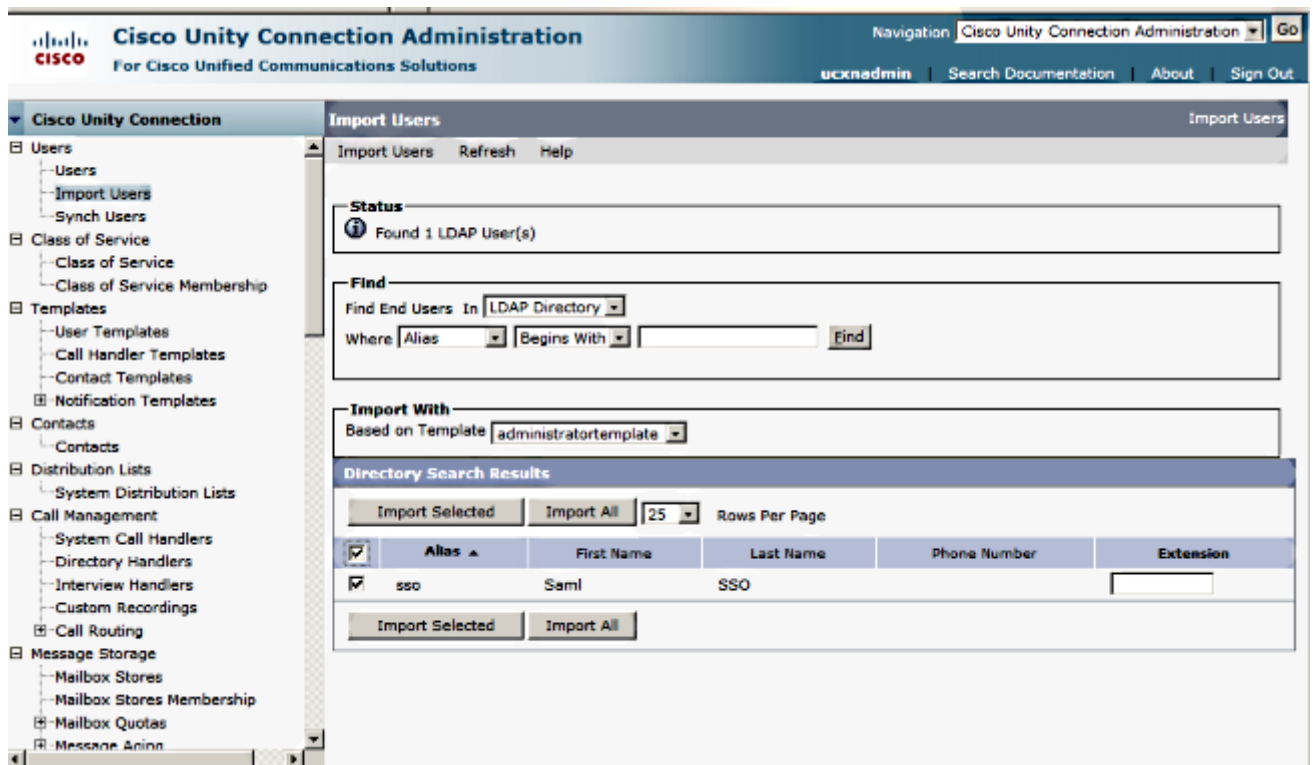 Cisco Unity Connection Administration
For Cisco Unified Communications Solutions
Navigation Cisco Unity Connection Administration Go
ucxnadmin | Search Documentation | About | Sign Out
CISCO
Cisco Unity Connection
Users
Users
Import Users
Synch Users
Class of Service
Class of Service
Class of Service Membership
Templates
User Templates
Call Handler Templates
Contact Templates
Notification Templates
Contacts
Contacts
Distribution Lists
System Distribution Lists
Call Management
System Call Handlers
Directory Handlers
Interview Handlers
Custom Recordings
Call Routing
Message Storage
Mailbox Stores
Mailbox Stores Membership
Mailbox Quotas
Message Aging
Import Users Import Users
Import Users Refresh Help
Status
Found 1 LDAP User(s)
Find
Find End Users In LDAP Directory
Where Alias Begins With Find
Import With
Based on Template administratortemplate
Directory Search Results
Import Selected Import All 25 Rows Per Page
Alias First Name Last Name Phone Number Extension
sso Saml SSO
Import Selected Import All